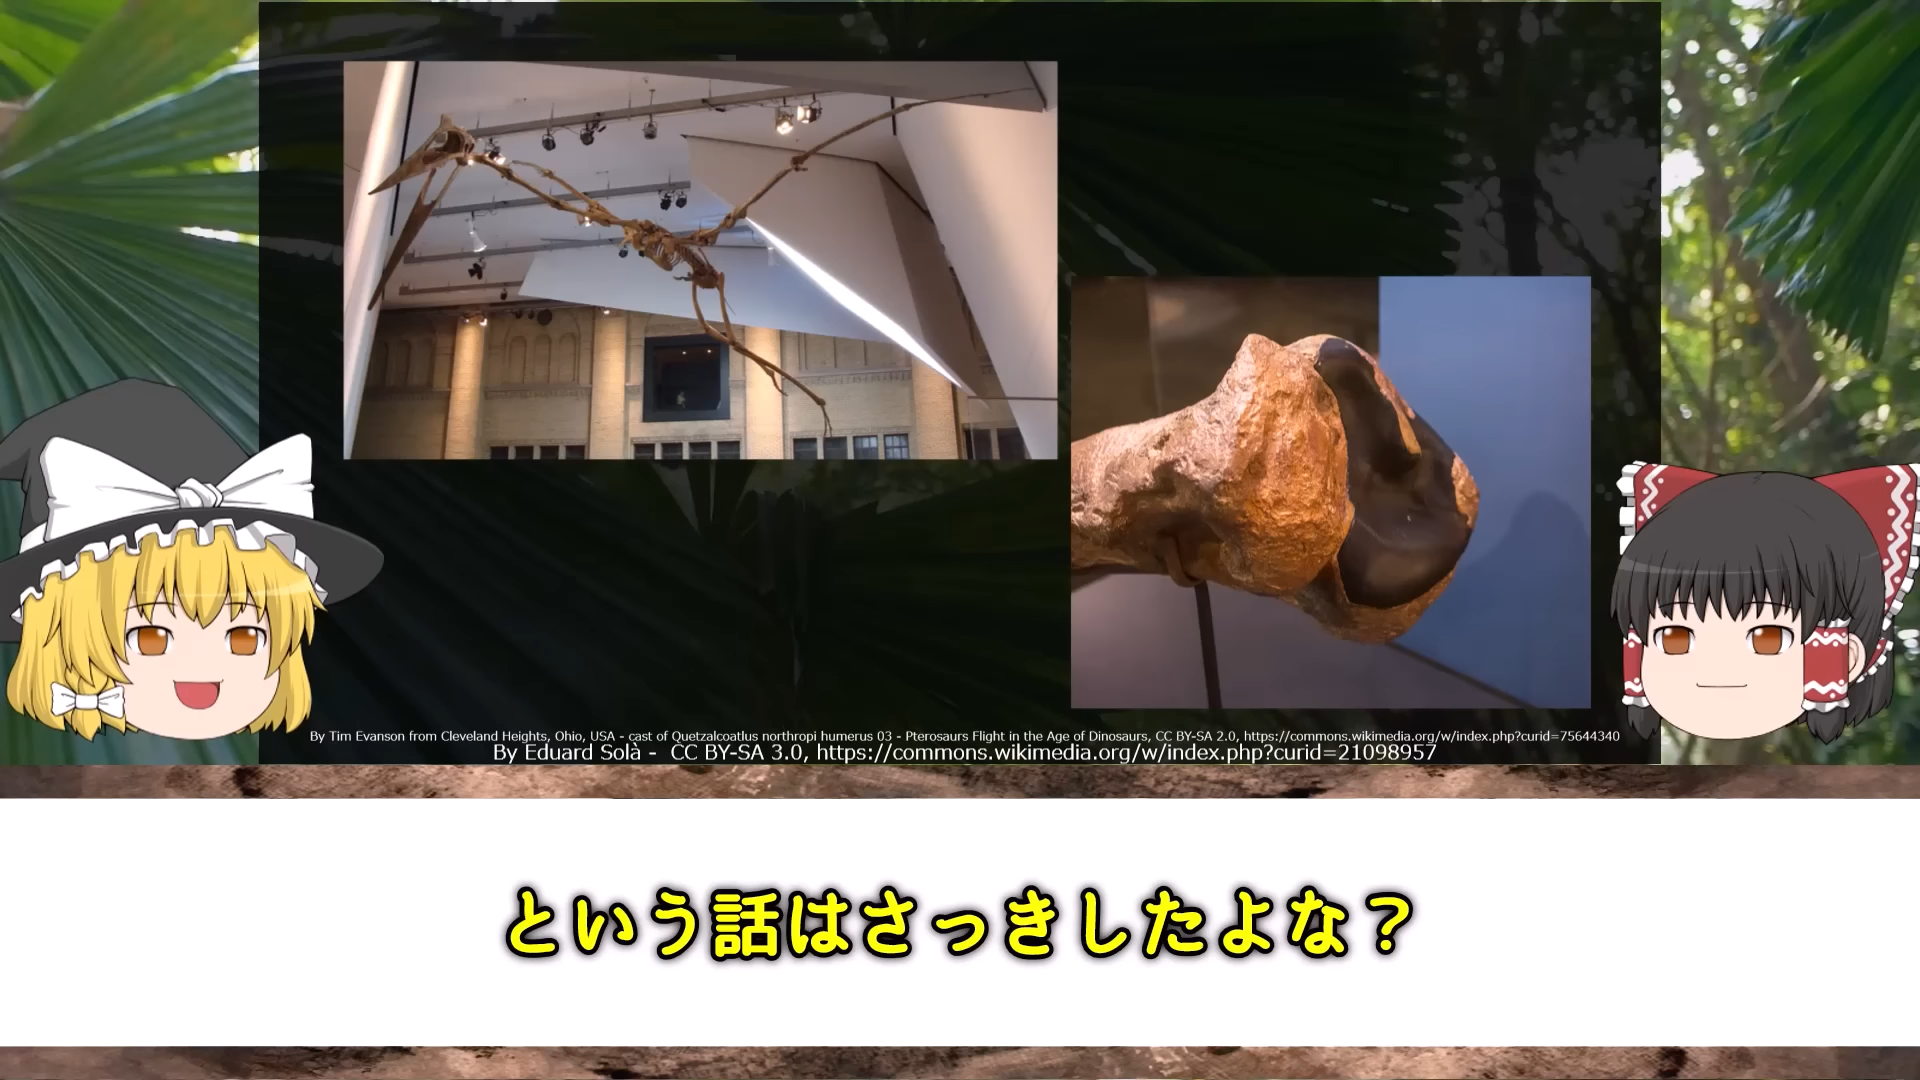 By Tim Evanson from Cleveland Heights, Ohio, USA - cast of Quetzalcoatlus northropi humerus 03 - Pterosaurs Flight in the Age of Dinosaurs, CC BY-SA 2.0, https://commons.wikimedia.org/w/index.php?curid=75644340
By Eduard Solà -  CC BY-SA 3.0, https://commons.wikimedia.org/w/index.php?curid=21098957
という話はさっきしたよな？